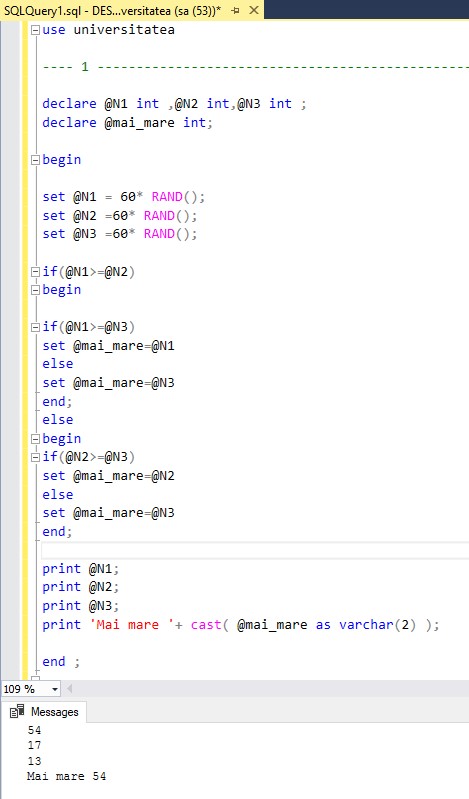 SQLQuery1.sql - DES...versitatea (sa (53))*
use universitatea
---- 1 --------------------------------------------------
declare @N1 int ,@N2 int,@N3 int ;
declare @mai_mare int;
begin
set @N1 = 60* RAND();
set @N2 =60* RAND();
set @N3 =60* RAND();
if(@N1>=@N2)
begin
if(@N1>=@N3)
set @mai_mare=@N1
else
set @mai_mare=@N3
end;
else
begin
if(@N2>=@N3)
set @mai_mare=@N2
else
set @mai_mare=@N3
end;
print @N1;
print @N2;
print @N3;
print 'Mai mare '+ cast( @mai_mare as varchar(2) );
end ;
109 %
Messages
54
17
13
Mai mare 54